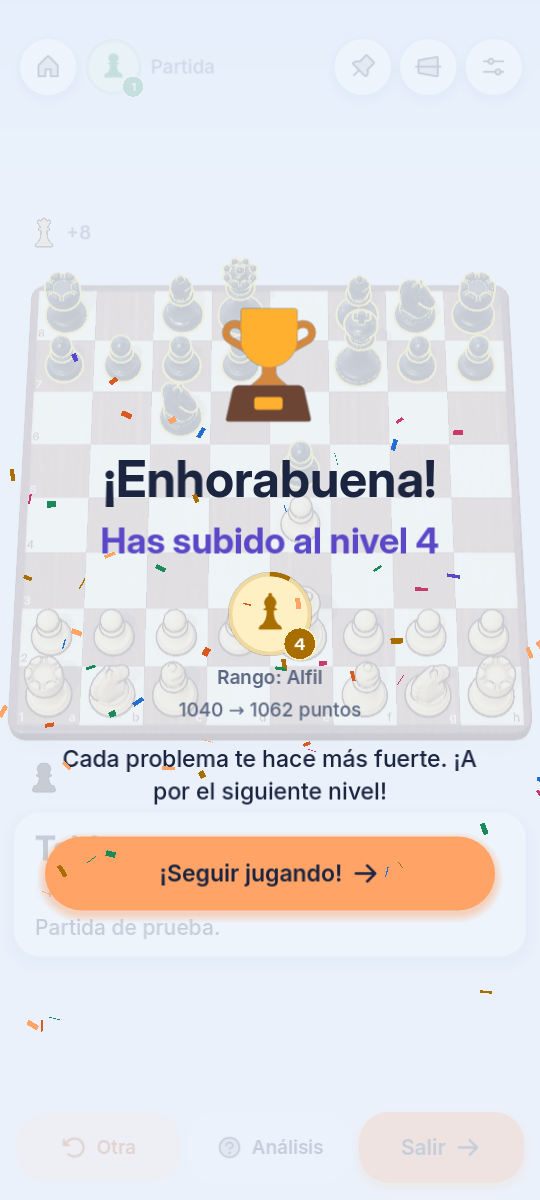 1
Partida
+8
¡Enhorabuena!
Has subido al nivel 4
4
Rango: Alfil
1040 → 1062 puntos
Cada problema te hace más fuerte. ¡A
por el siguiente nivel!
¡Seguir jugando! →
Partida de prueba.
Otra
Análisis
Salir →